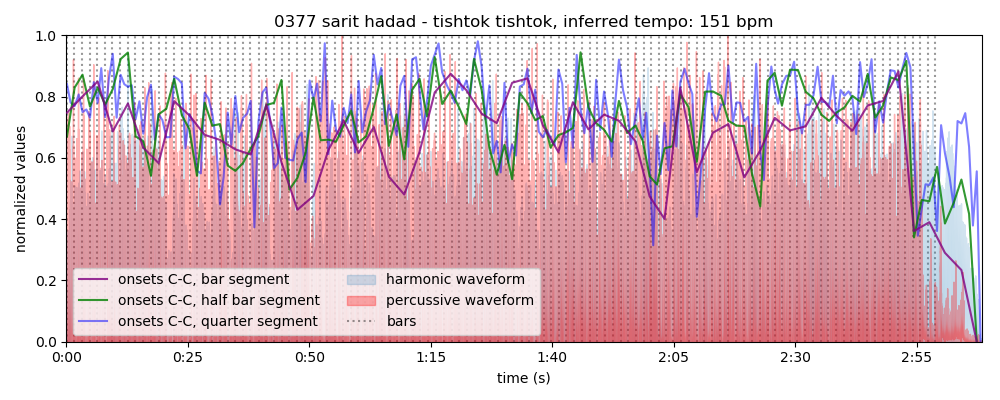 0377 sarit hadad - tishtok tishtok, inferred tempo: 151 bpm
1.0
0.8
0.6
0.4
0.2
0.0
normalized values
onsets C-C, bar segment
onsets C-C, half bar segment
onsets C-C, quarter segment
harmonic waveform
percussive waveform
bars
0:00 0:25 0:50 1:15 1:40 2:05 2:30 2:55
time (s)